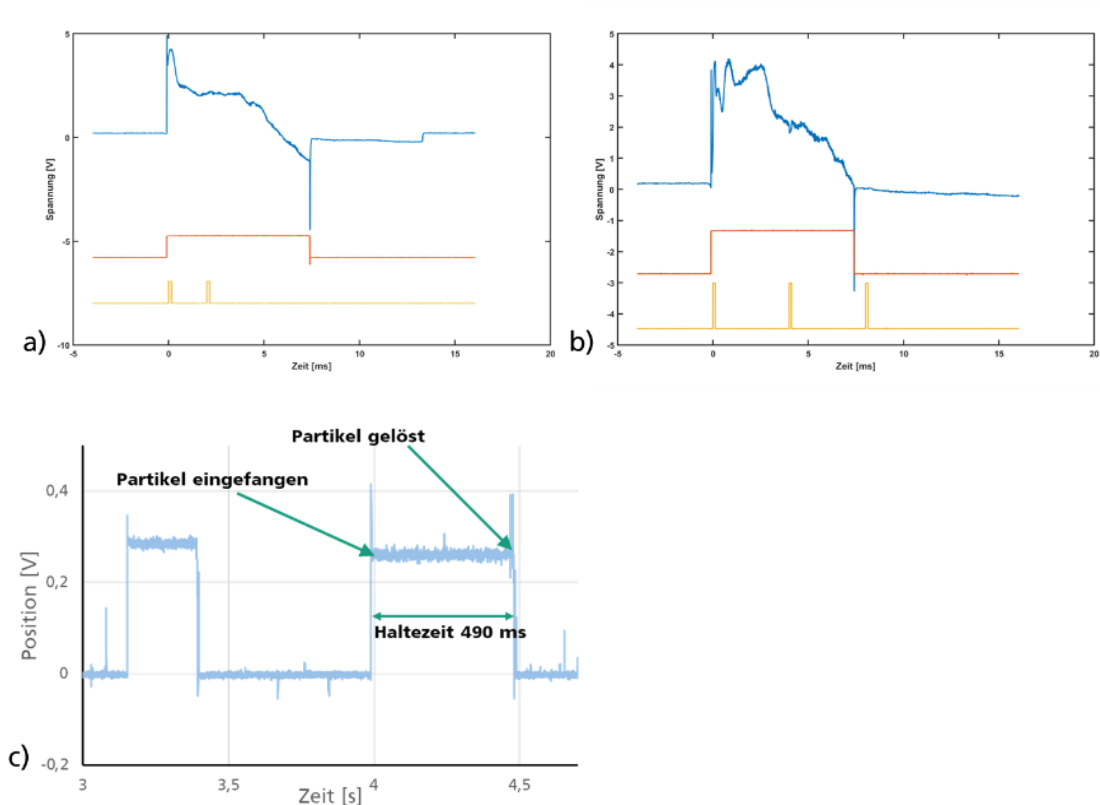 a)
Spannung [V]
5
0
-5
-10
-5 0 5 10 15 20
Zeit [ms]
b)
Spannung [V]
5
4
3
2
1
0
-1
-2
-3
-4
-5
-5 0 5 10 15 20
Zeit [ms]
c)
Position [V]
0,4
0,2
0
-0,2
Partikel gelöst
Partikel eingefangen
Haltezeit 490 ms
3 3,5 4 4,5
Zeit [s]